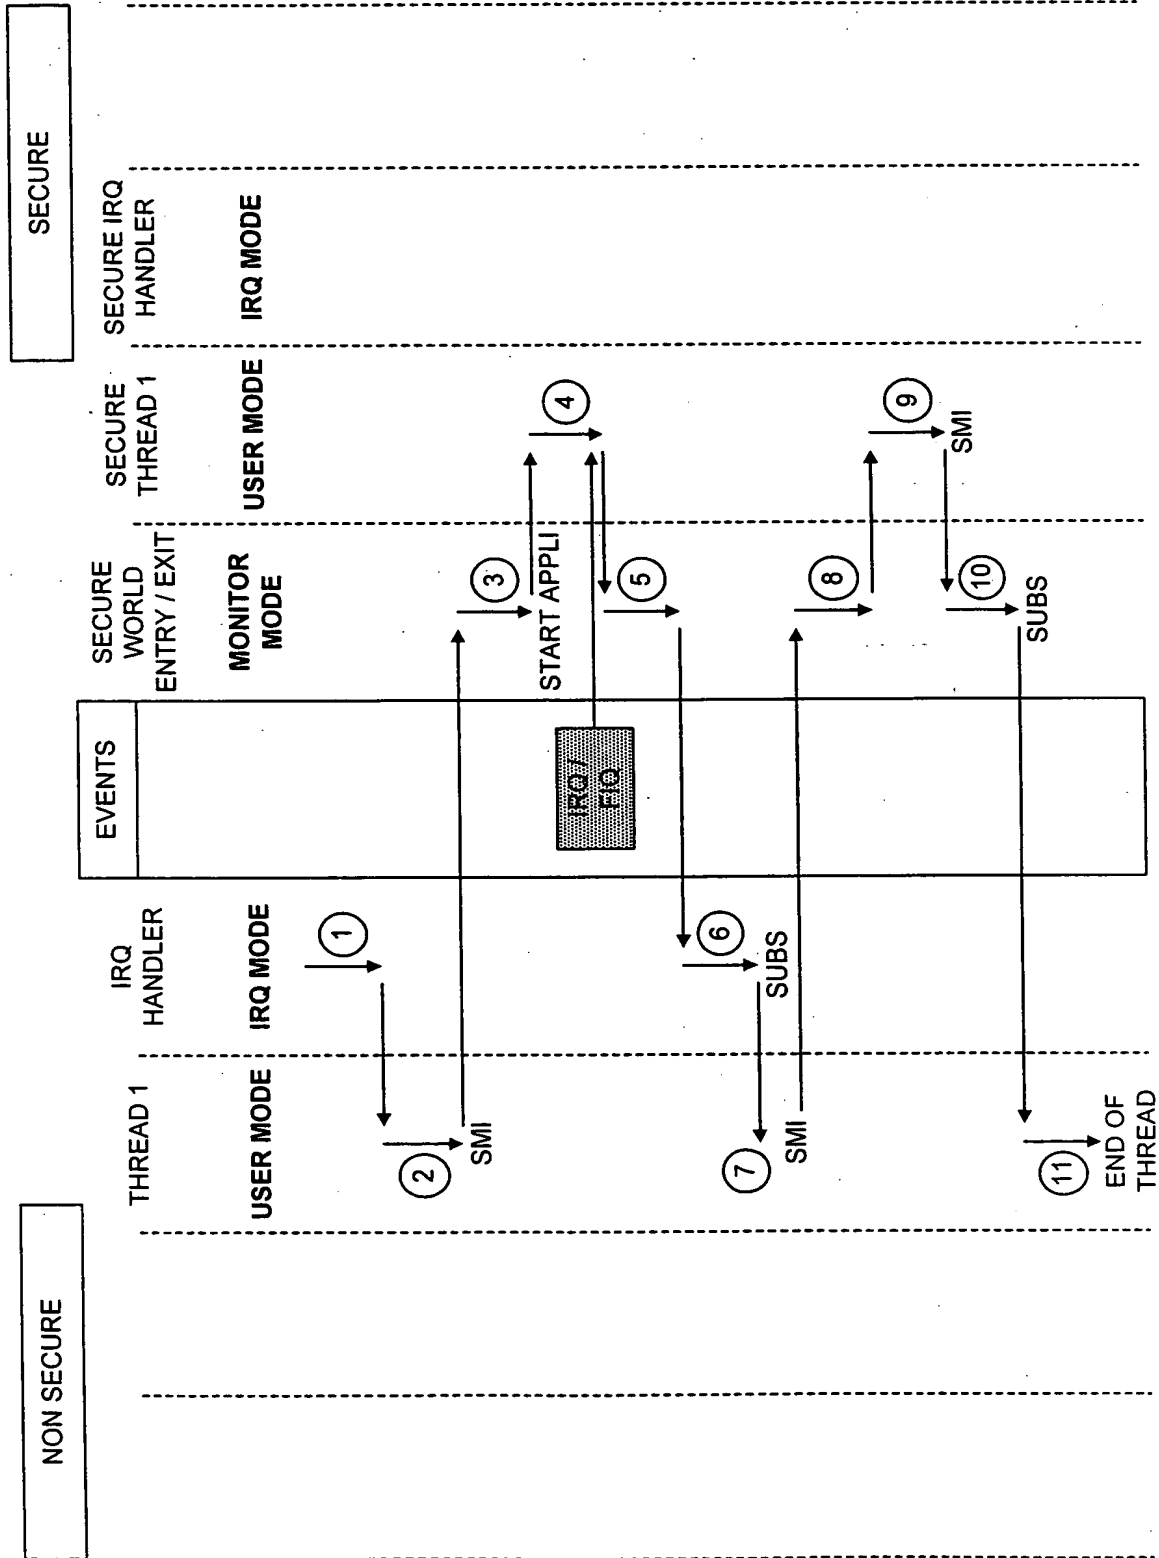 NON SECURE
SECURE
THREAD 1
USER MODE
IRQ
HANDLER
IRQ MODE
EVENTS
SECURE
WORLD
ENTRY / EXIT
MONITOR
MODE
SECURE
THREAD 1
USER MODE
SECURE IRQ
HANDLER
IRQ MODE
1
2
SMI
3
START APPLI
4
IRQ /
FIQ
5
6
SUBS
7
SMI
8
9
SMI
10
SUBS
11
END OF
THREAD